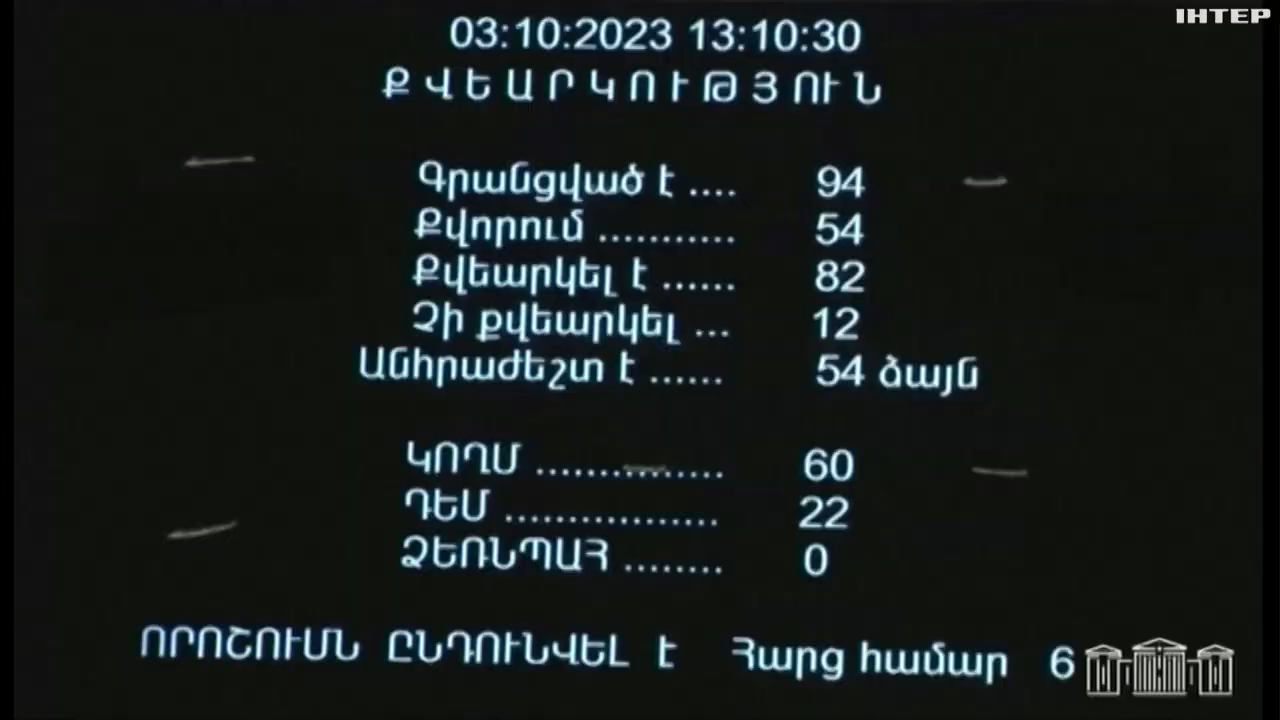 ІНТЕР
03:10:2023 13:10:30
ՔՎԵԱՐԿՈՒԹՅՈՒՆ
Գրանցված է .... 94
Քվորում ........... 54
Քվեարկել է ...... 82
Չի քվեարկել ... 12
Անհրաժեշտ է ...... 54 ձայն
ԿՈՂՄ .............. 60
ԴԵՄ ................. 22
ՁԵՌՆՊԱՀ ........ 0
ՈՐՈՇՈՒՄՆ ԸՆԴՈՒՆՎԵԼ է Հարց համար 6